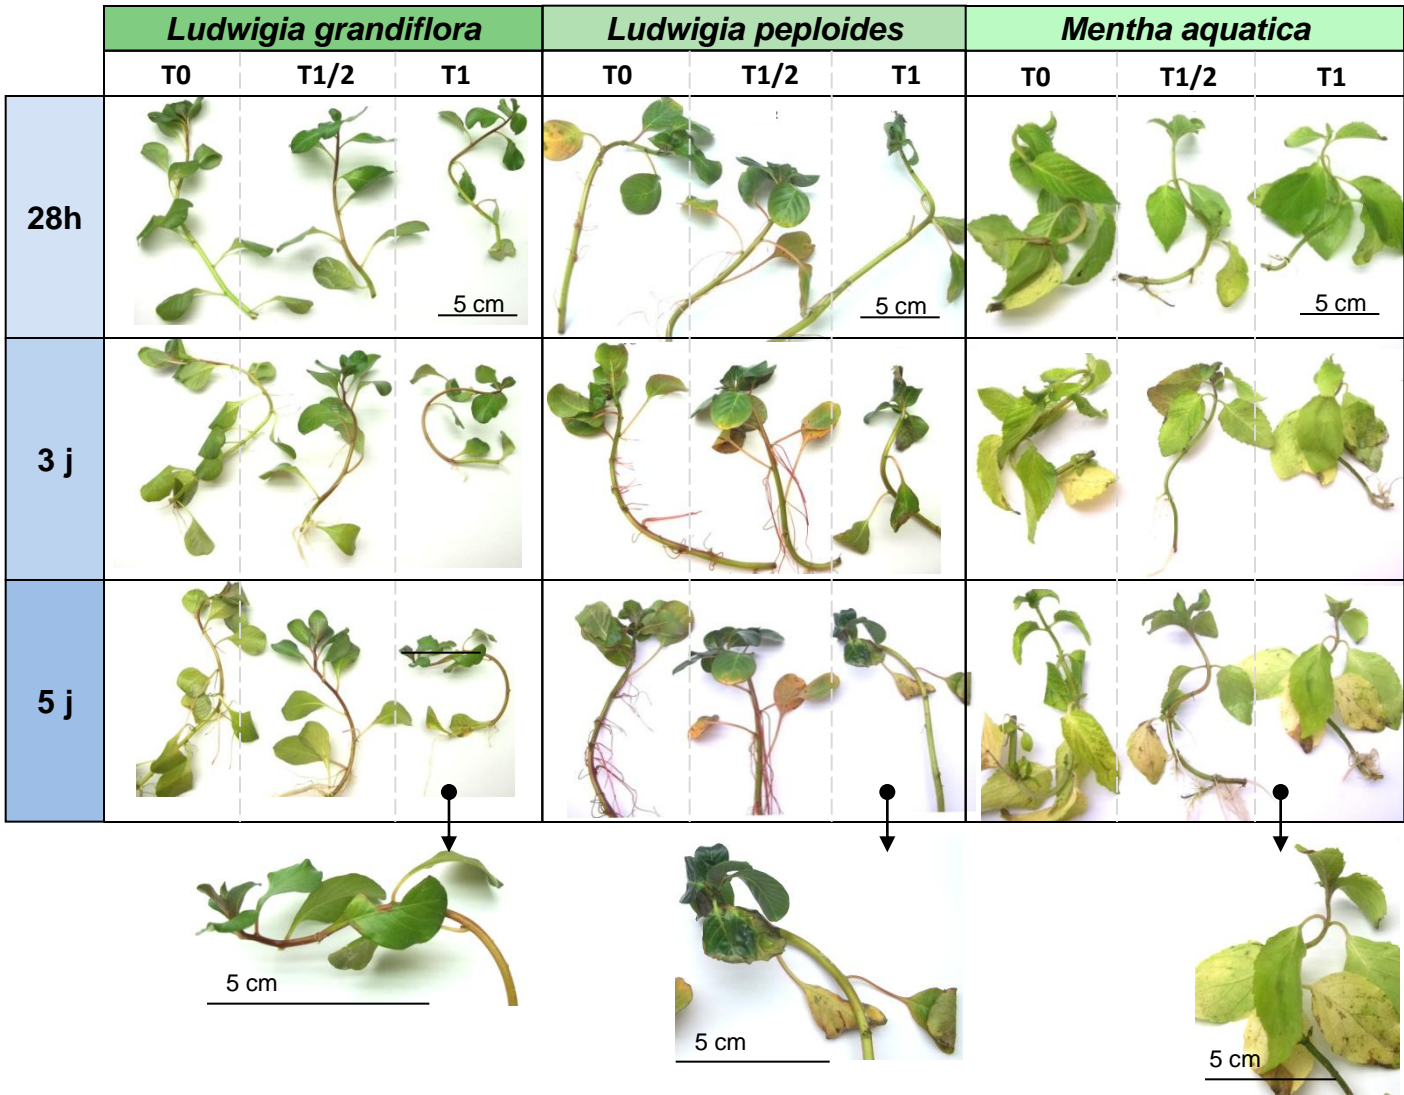 Ludwigia grandiflora Ludwigia peploides Mentha aquatica
T0 T1/2 T1 T0 T1/2 T1 T0 T1/2 T1
28h
5 cm 5 cm 5 cm
3 j
5 j
5 cm
5 cm
5 cm